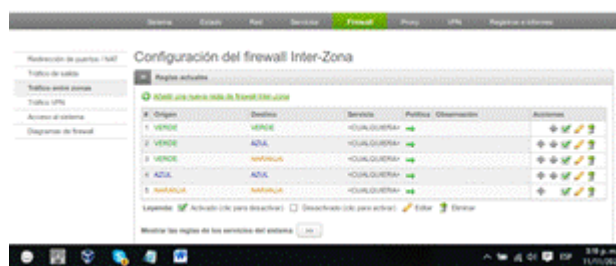 Sistema Estado Red Servicios Firewall Proxy VPN Registros e informes
Redirección de puertos / NAT
Tráfico de salida
Tráfico entre zonas
Tráfico VPN
Acceso al sistema
Diagramas de firewall
Configuración del firewall Inter-Zona
Reglas actuales
Añadir una nueva regla de firewall inter-zona
# Origen Destino Servicio Política Observación Acciones
1 VERDE VERDE <CUALQUIERA>
2 VERDE AZUL <CUALQUIERA>
3 VERDE NARANJA <CUALQUIERA>
4 AZUL AZUL <CUALQUIERA>
5 NARANJA NARANJA <CUALQUIERA>
Leyenda: Activado (clic para desactivar) Desactivado (clic para activar) Editar Eliminar
Mostrar las reglas de los servicios del sistema >>
ESP